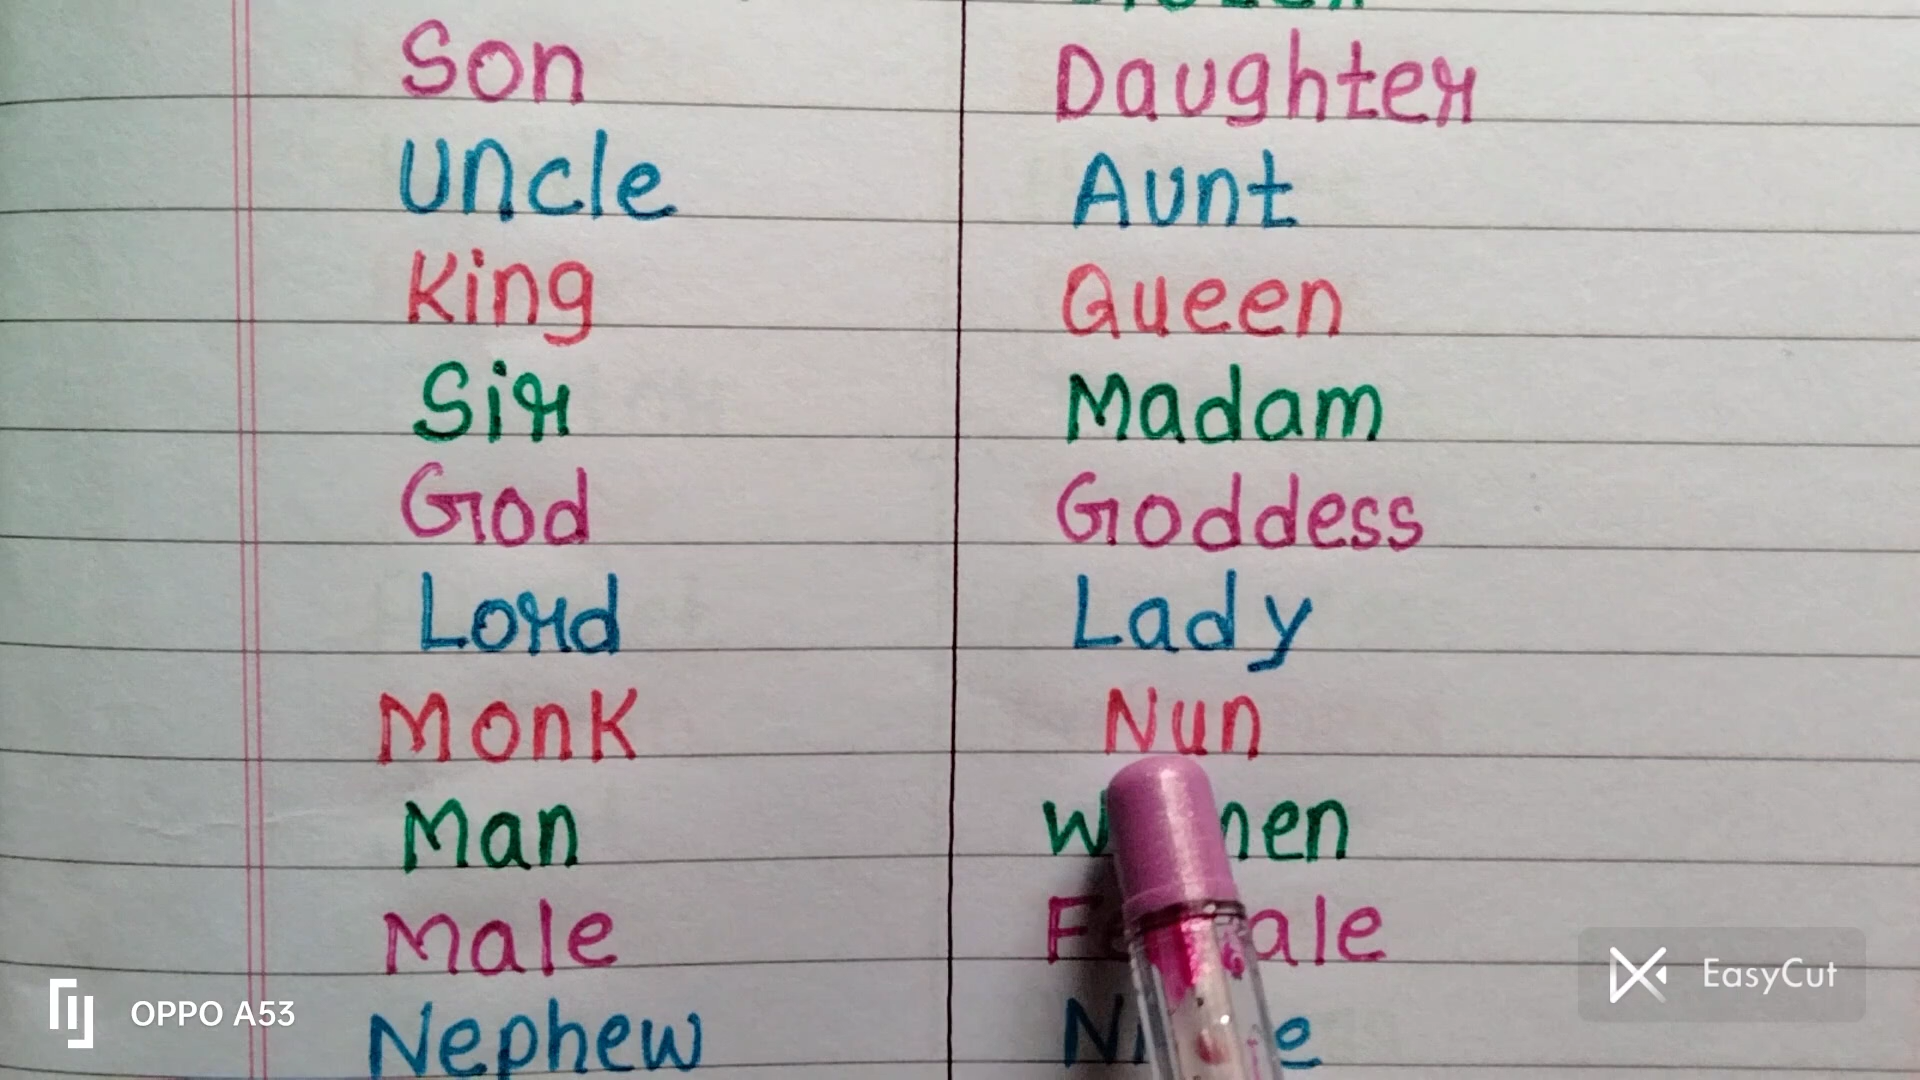 Son Daughter
Uncle Aunt
King Queen
Sir Madam
God Goddess
Lord Lady
Monk Nun
Man
Male
Nephew
OPPO A53
EasyCut